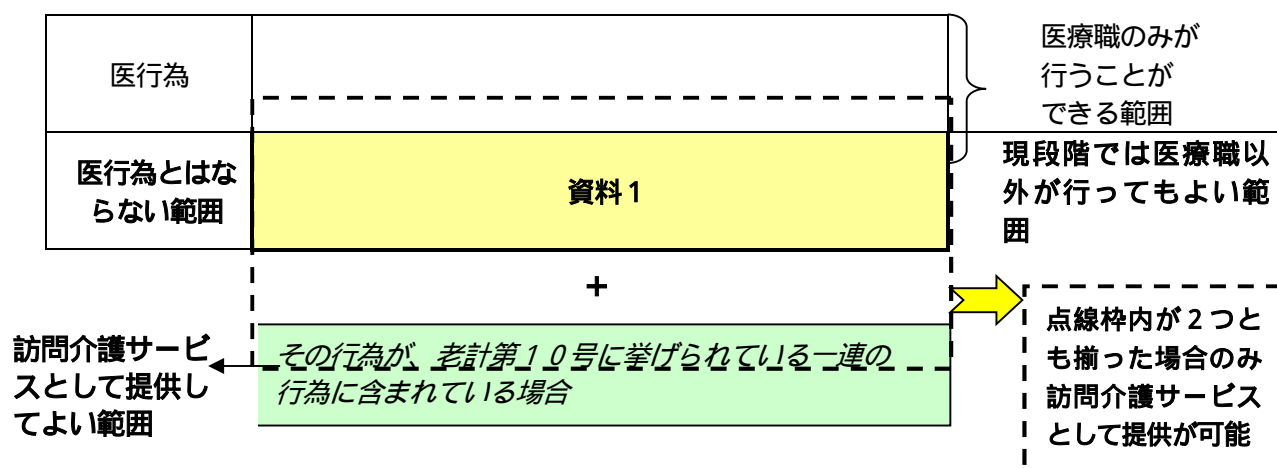 医行為
医療職のみが
行うことが
できる範囲
医行為とはな
らない範囲
資料1
現段階では医療職以
外が行ってもよい範
囲
+
訪問介護サービ
スとして提供し
てよい範囲
その行為が、老計第10号に挙げられている一連の
行為に含まれている場合
点線枠内が2つと
も揃った場合のみ
訪問介護サービス
として提供が可能